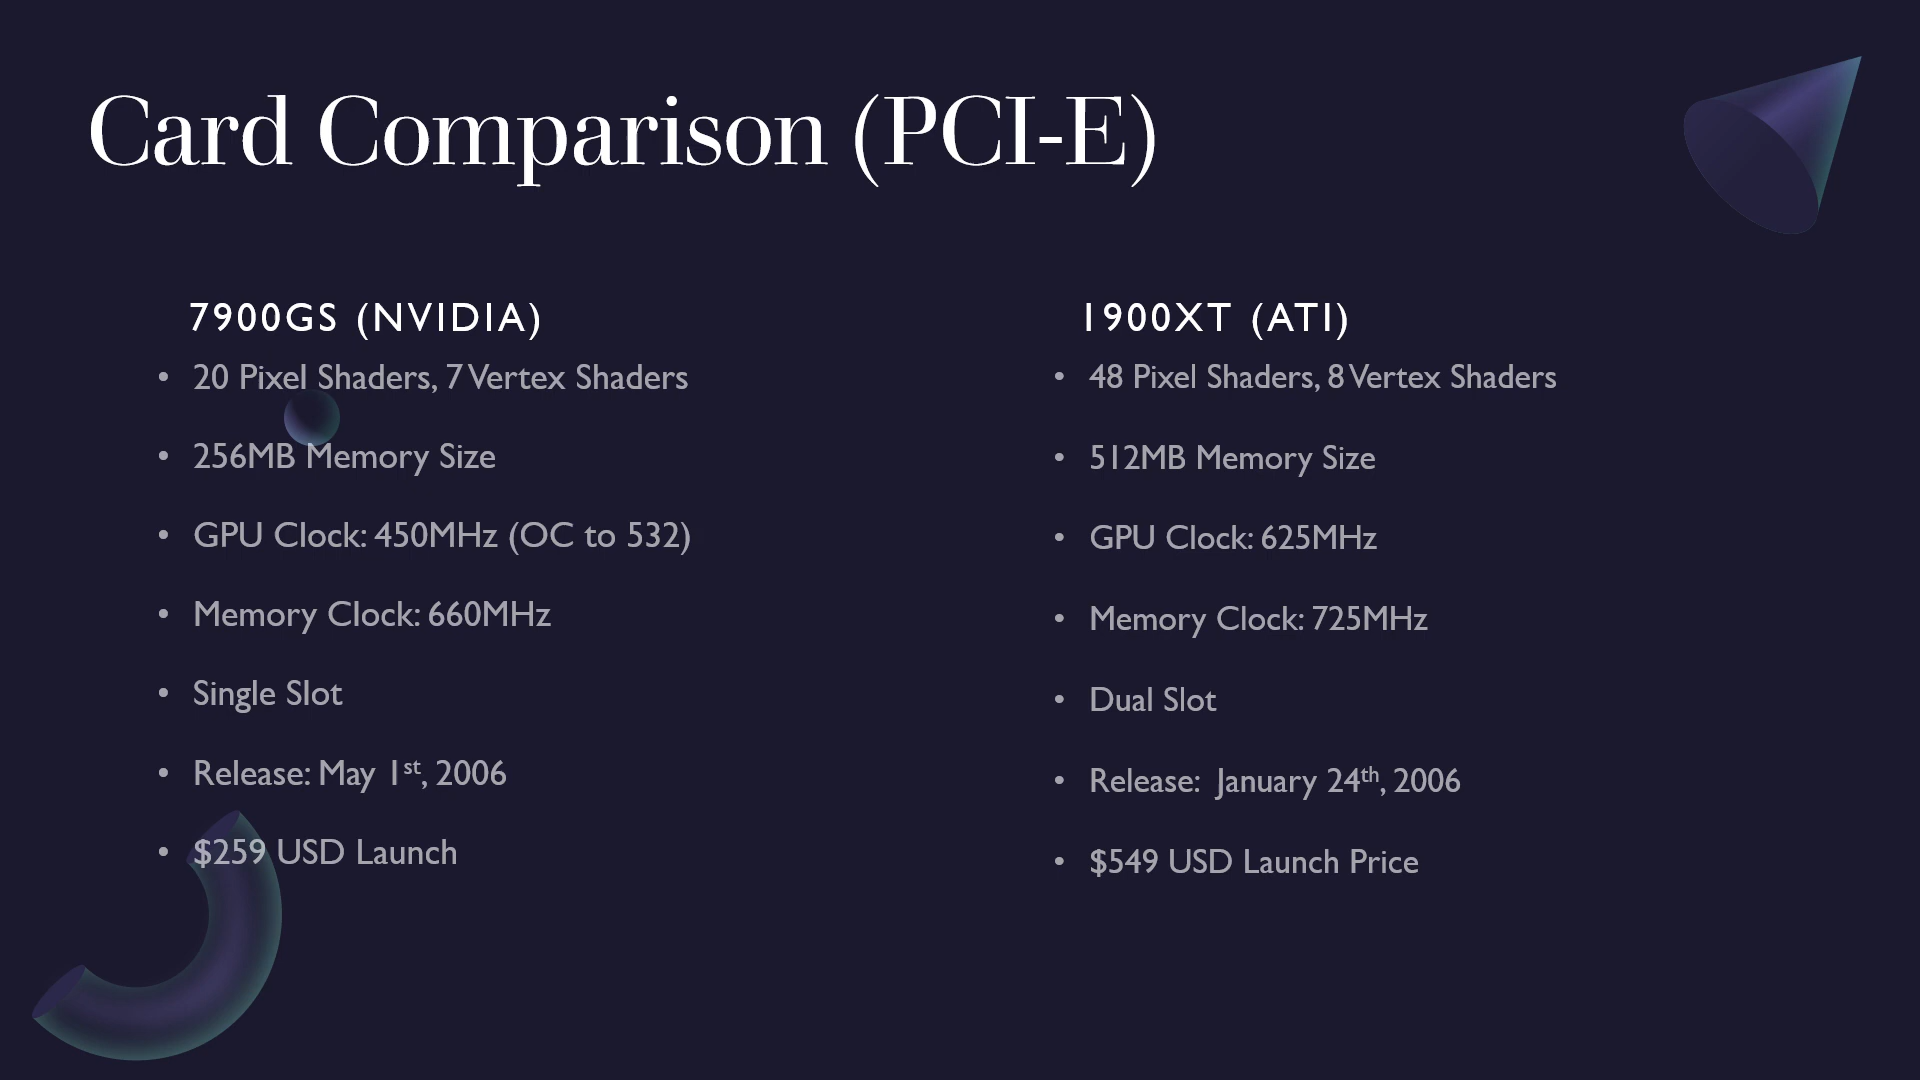 Card Comparison (PCI-E)
7900GS (NVIDIA)
• 20 Pixel Shaders, 7 Vertex Shaders
• 256MB Memory Size
• GPU Clock: 450MHz (OC to 532)
• Memory Clock: 660MHz
• Single Slot
• Release: May 1st, 2006
• $259 USD Launch
1900XT (ATI)
• 48 Pixel Shaders, 8 Vertex Shaders
• 512MB Memory Size
• GPU Clock: 625MHz
• Memory Clock: 725MHz
• Dual Slot
• Release: January 24th, 2006
• $549 USD Launch Price